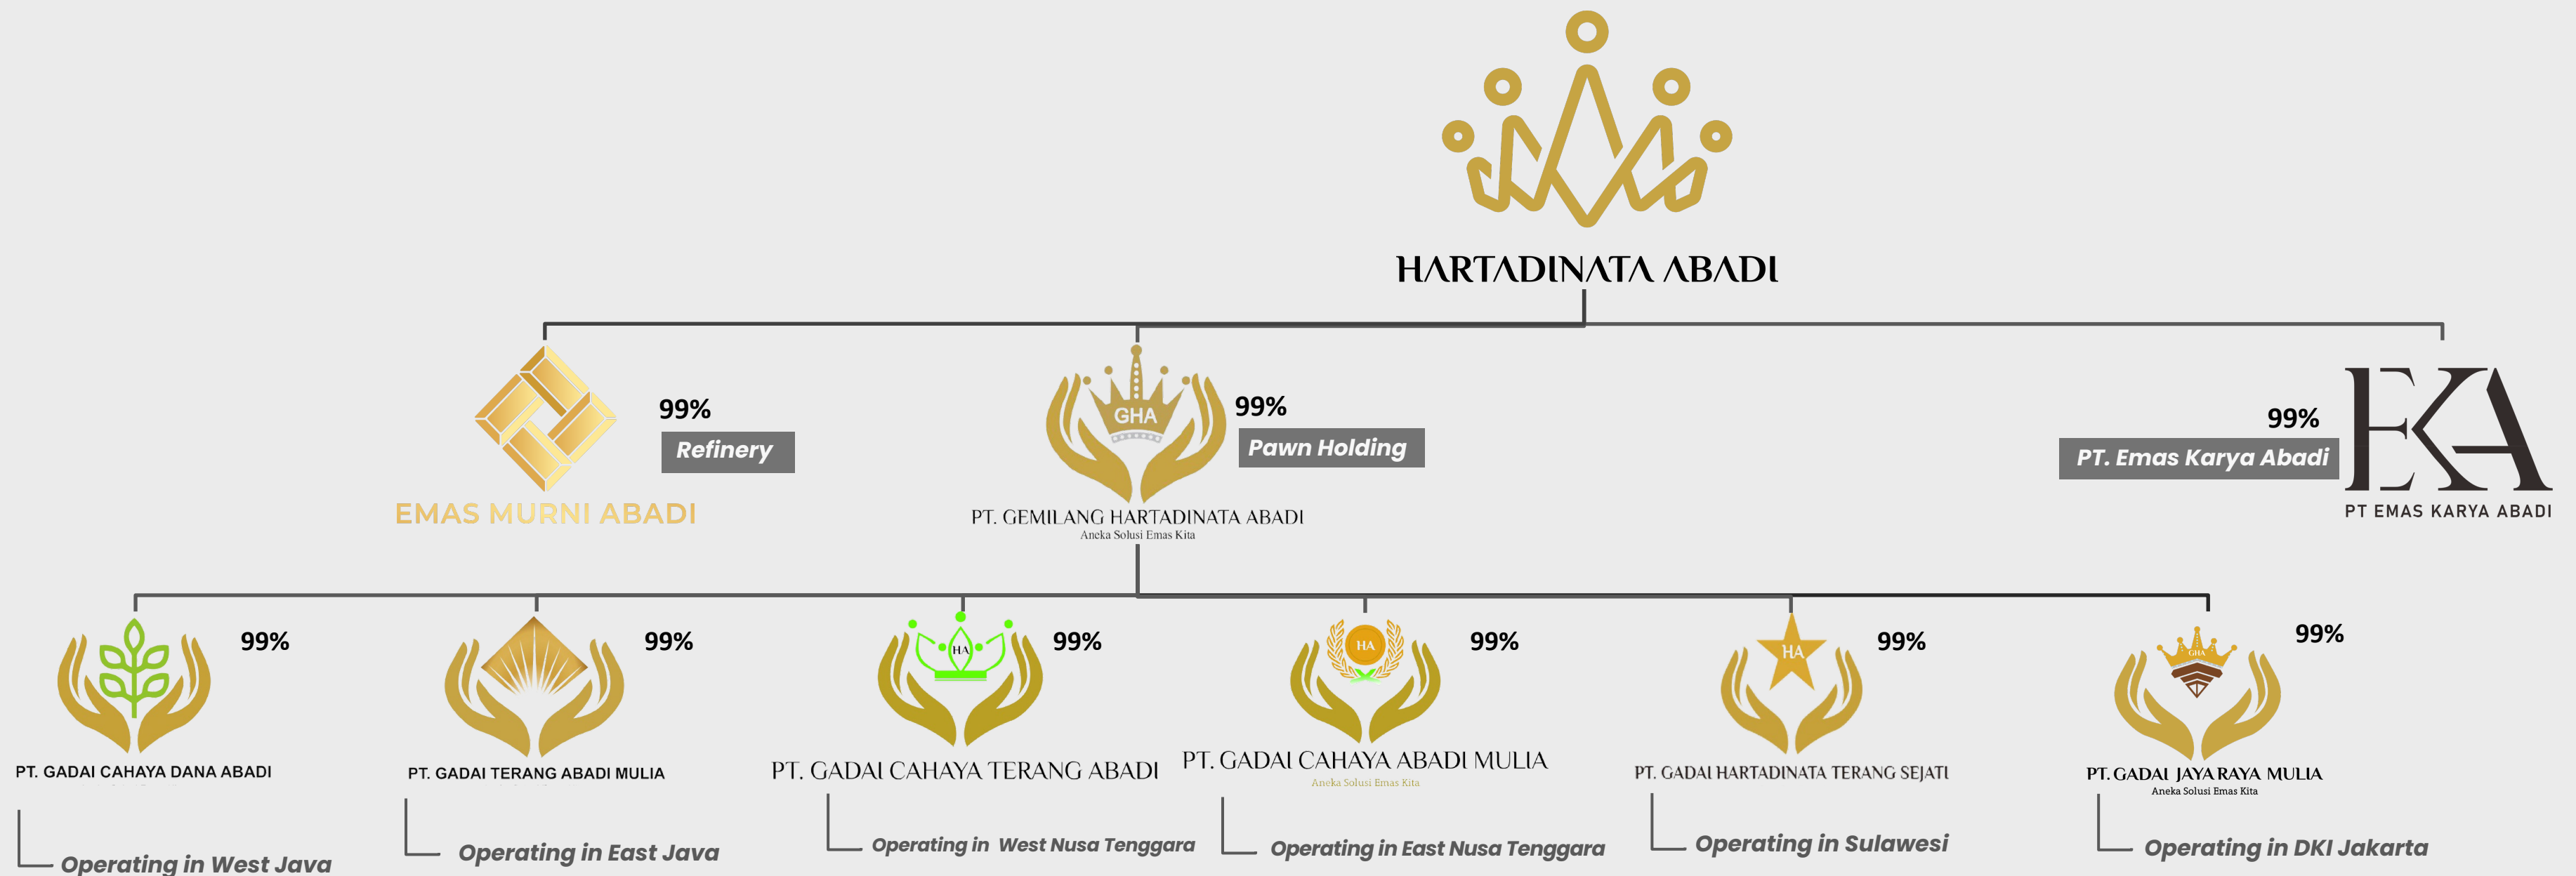 HARTADINATA ABADI
99%
Refinery
EMAS MURNI ABADI
GHA
99%
Pawn Holding
PT. GEMILANG HARTADINATA ABADI
Aneka Solusi Emas Kita
99%
PT. Emas Karya Abadi
EKA
PT EMAS KARYA ABADI
99%
PT. GADAI CAHAYA DANA ABADI
Operating in West Java
99%
PT. GADAI TERANG ABADI MULIA
Operating in East Java
HA
99%
PT. GADAI CAHAYA TERANG ABADI
Operating in West Nusa Tenggara
HA
99%
PT. GADAI CAHAYA ABADI MULIA
Aneka Solusi Emas Kita
Operating in East Nusa Tenggara
HA
99%
PT. GADAI HARTADINATA TERANG SEJATI
Operating in Sulawesi
GHA
99%
PT. GADAI JAYA RAYA MULIA
Aneka Solusi Emas Kita
Operating in DKI Jakarta